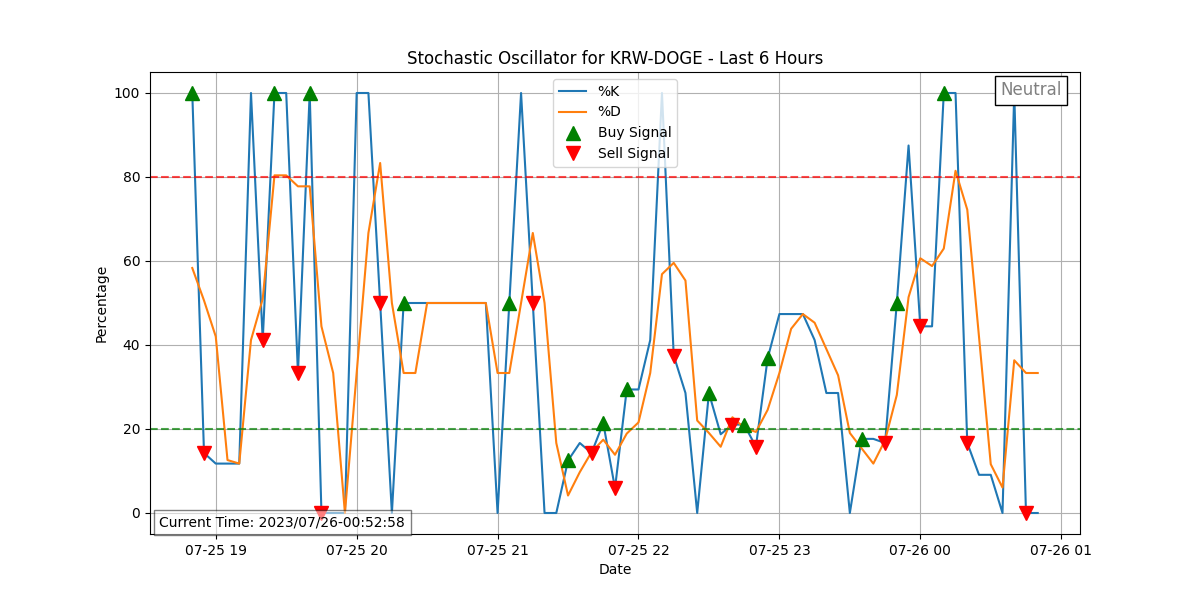 Stochastic Oscillator for KRW-DOGE - Last 6 Hours
%K
%D
Buy Signal
Sell Signal
Neutral
100
80
60
40
20
0
Percentage
Current Time: 2023/07/26-00:52:58
07-25 19
07-25 20
07-25 21
07-25 22
07-25 23
07-26 00
07-26 01
Date